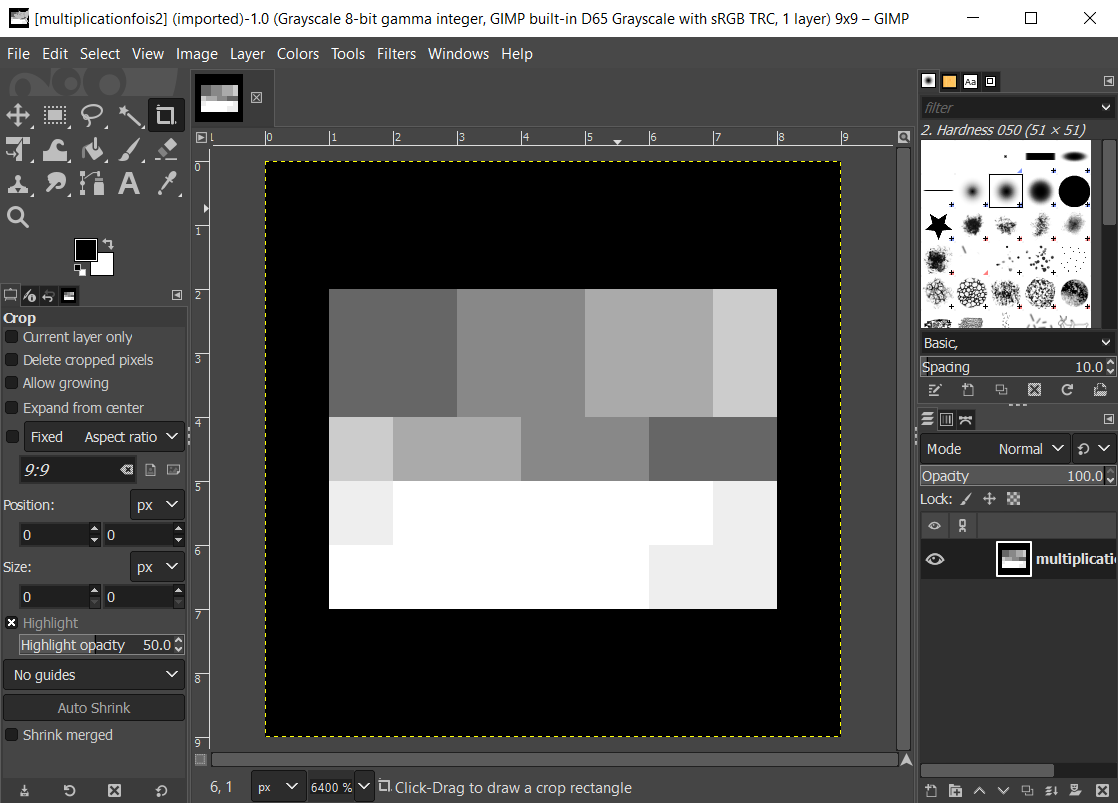 [multiplicationfois2] (imported)-1.0 (Grayscale 8-bit gamma integer, GIMP built-in D65 Grayscale with sRGB TRC, 1 layer) 9x9 – GIMP
File Edit Select View Image Layer Colors Tools Filters Windows Help
0 1 2 3 4 5 6 7 8 9
0
1
2
3
4
5
6
7
8
9
Crop
Current layer only
Delete cropped pixels
Allow growing
Expand from center
Fixed Aspect ratio
9:9
Position: px
0 0
Size: px
0 0
Highlight
Highlight opacity 50.0
No guides
Auto Shrink
Shrink merged
6, 1 px 6400 % Click-Drag to draw a crop rectangle
Aa
filter
2. Hardness 050 (51 × 51)
Basic,
Spacing 10.0
Mode Normal
Opacity 100.0
Lock:
multiplicati